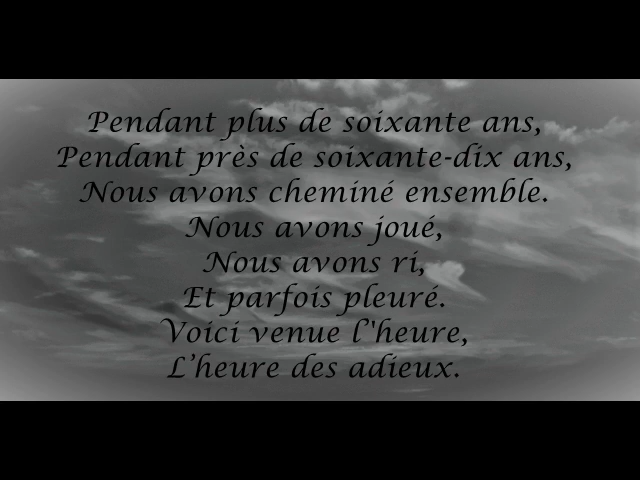 Pendant plus de soixante ans,
Pendant près de soixante-dix ans,
Nous avons cheminé ensemble.
Nous avons joué,
Nous avons ri,
Et parfois pleuré.
Voici venue l'heure,
L’heure des adieux.